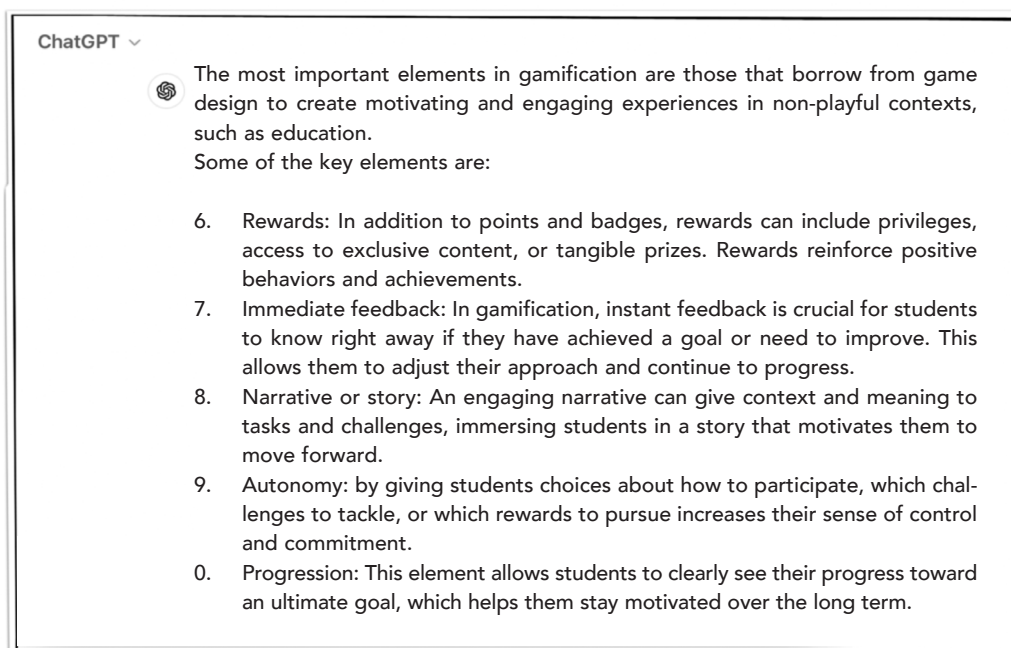 ChatGPT
The most important elements in gamification are those that borrow from game
design to create motivating and engaging experiences in non-playful contexts,
such as education.
Some of the key elements are:
6. Rewards: In addition to points and badges, rewards can include privileges,
access to exclusive content, or tangible prizes. Rewards reinforce positive
behaviors and achievements.
7. Immediate feedback: In gamification, instant feedback is crucial for students
to know right away if they have achieved a goal or need to improve. This
allows them to adjust their approach and continue to progress.
8. Narrative or story: An engaging narrative can give context and meaning to
tasks and challenges, immersing students in a story that motivates them to
move forward.
9. Autonomy: by giving students choices about how to participate, which chal-
lenges to tackle, or which rewards to pursue increases their sense of control
and commitment.
0. Progression: This element allows students to clearly see their progress toward
an ultimate goal, which helps them stay motivated over the long term.